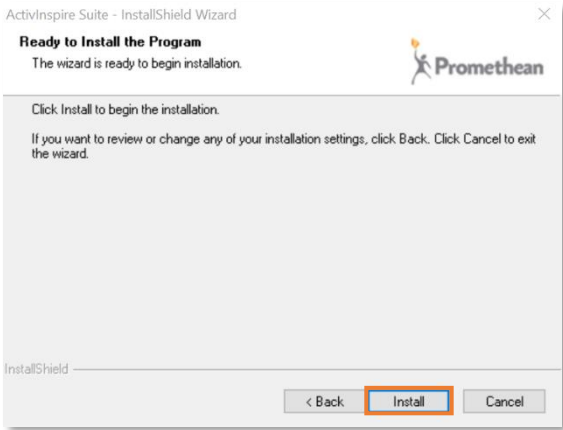 ActivInspire Suite - InstallShield Wizard
Ready to Install the Program
The wizard is ready to begin installation.
Promethean
Click Install to begin the installation.
If you want to review or change any of your installation settings, click Back. Click Cancel to exit
the wizard.
InstallShield
< Back Install Cancel